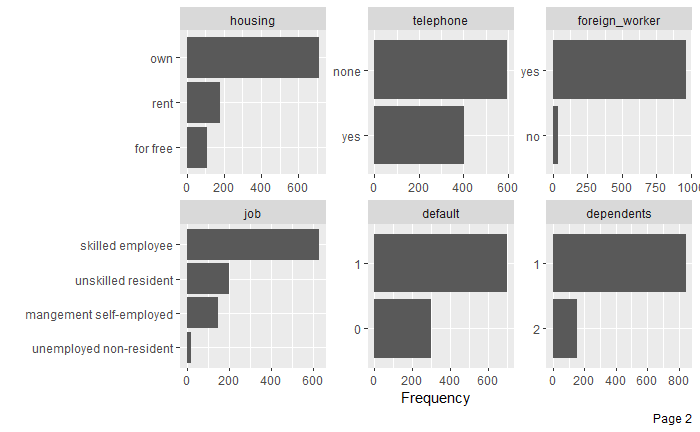 housing
own
rent
for free
0 200 400 600
telephone
none
yes
0 200 400 600
foreign_worker
yes
no
0 250 500 750 1000
job
skilled employee
unskilled resident
mangement self-employed
unemployed non-resident
0 200 400 600
default
1
0
0 200 400 600
dependents
1
2
0 200 400 600 800
Frequency
Page 2